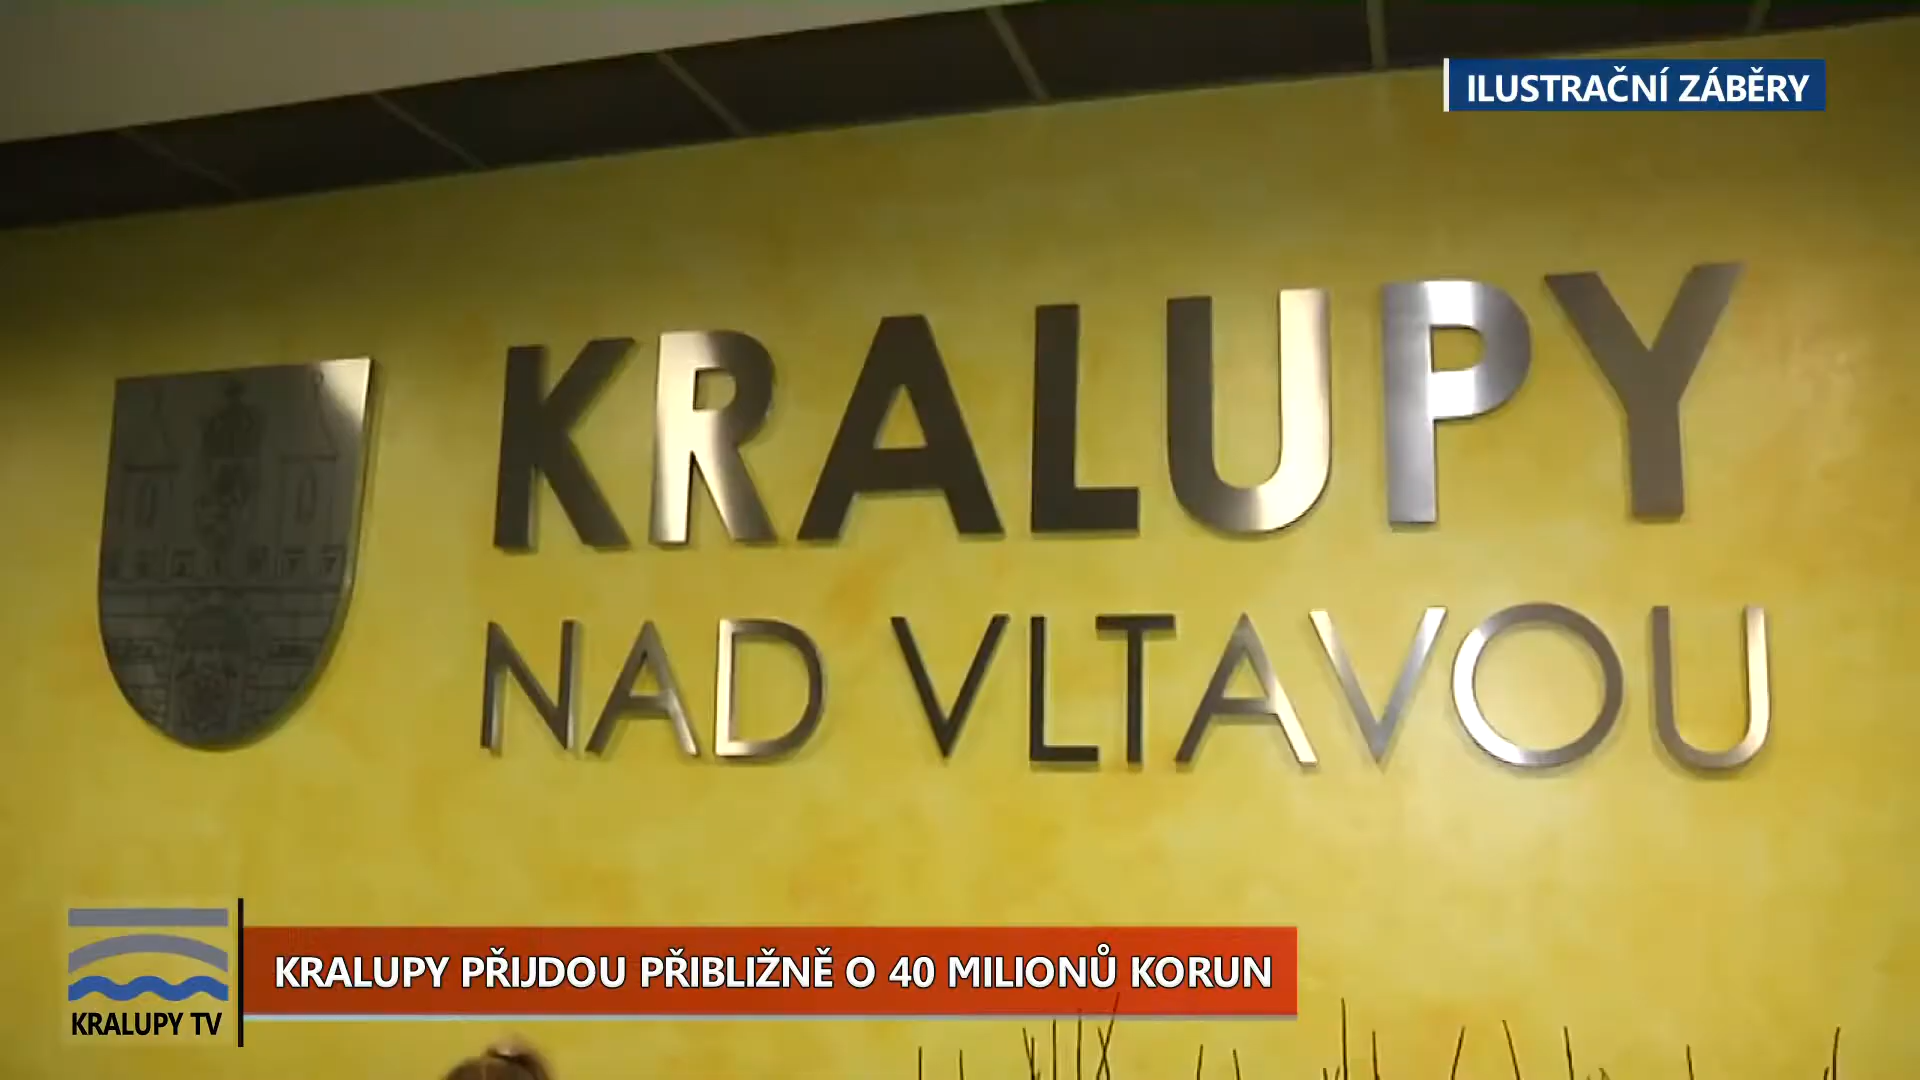 ILUSTRAČNÍ ZÁBĚRY
KRALUPY
NAD VLTAVOU
KRALUPY PŘIJDOU PŘIBLIŽNĚ O 40 MILIONŮ KORUN
KRALUPY TV